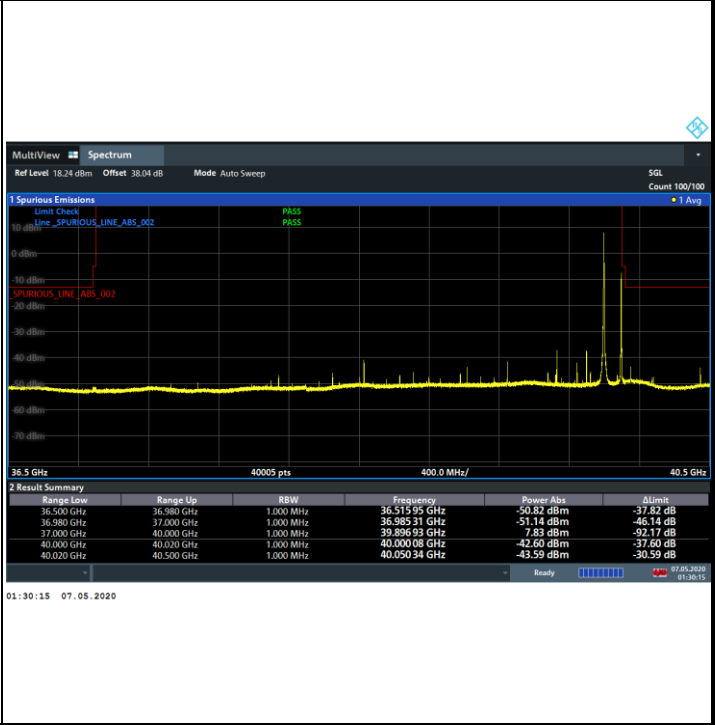 MultiView Spectrum
Ref Level 18.24 dBm Offset 38.04 dB Mode Auto Sweep SGL
Count 100/100
1 Spurious Emissions 1 Avg
Limit Check PASS
Line _SPURIOUS_LINE_ABS_002 PASS
10 dBm
0 dBm
-10 dBm
_SPURIOUS_LINE_ABS_002
-20 dBm
-30 dBm
-40 dBm
-50 dBm
-60 dBm
-70 dBm
36.5 GHz 40005 pts 400.0 MHz/ 40.5 GHz
2 Result Summary
Range Low Range Up RBW Frequency Power Abs ΔLimit
36.500 GHz 36.980 GHz 1.000 MHz 36.515 95 GHz -50.82 dBm -37.82 dB
36.980 GHz 37.000 GHz 1.000 MHz 36.985 31 GHz -51.14 dBm -46.14 dB
37.000 GHz 40.000 GHz 1.000 MHz 39.896 93 GHz 7.83 dBm -92.17 dB
40.000 GHz 40.020 GHz 1.000 MHz 40.000 08 GHz -42.60 dBm -37.60 dB
40.020 GHz 40.500 GHz 1.000 MHz 40.050 34 GHz -43.59 dBm -30.59 dB
Ready 07.05.2020
01:30:15
01:30:15 07.05.2020